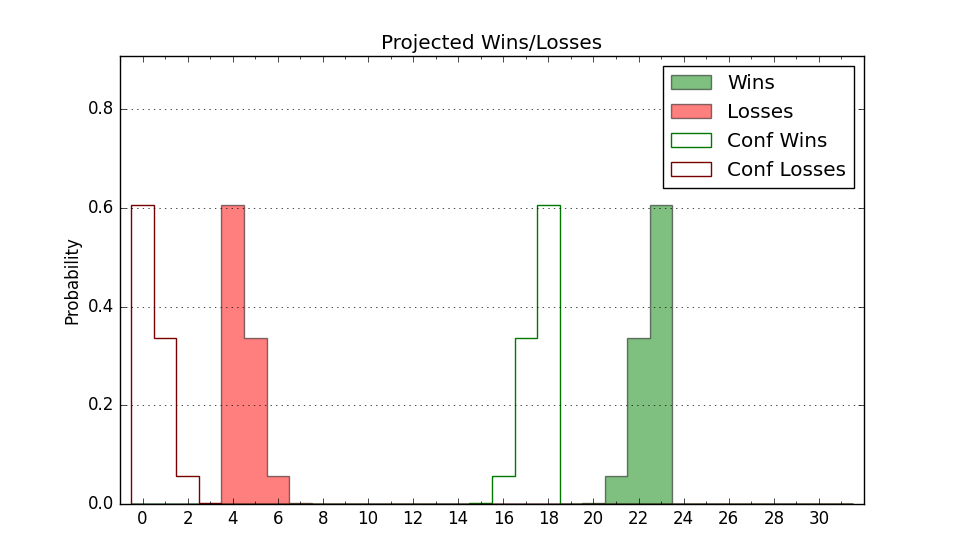 Projected Wins/Losses
Wins
Losses
Conf Wins
Conf Losses
Probability
0.8
0.6
0.4
0.2
0.0
0 2 4 6 8 10 12 14 16 18 20 22 24 26 28 30